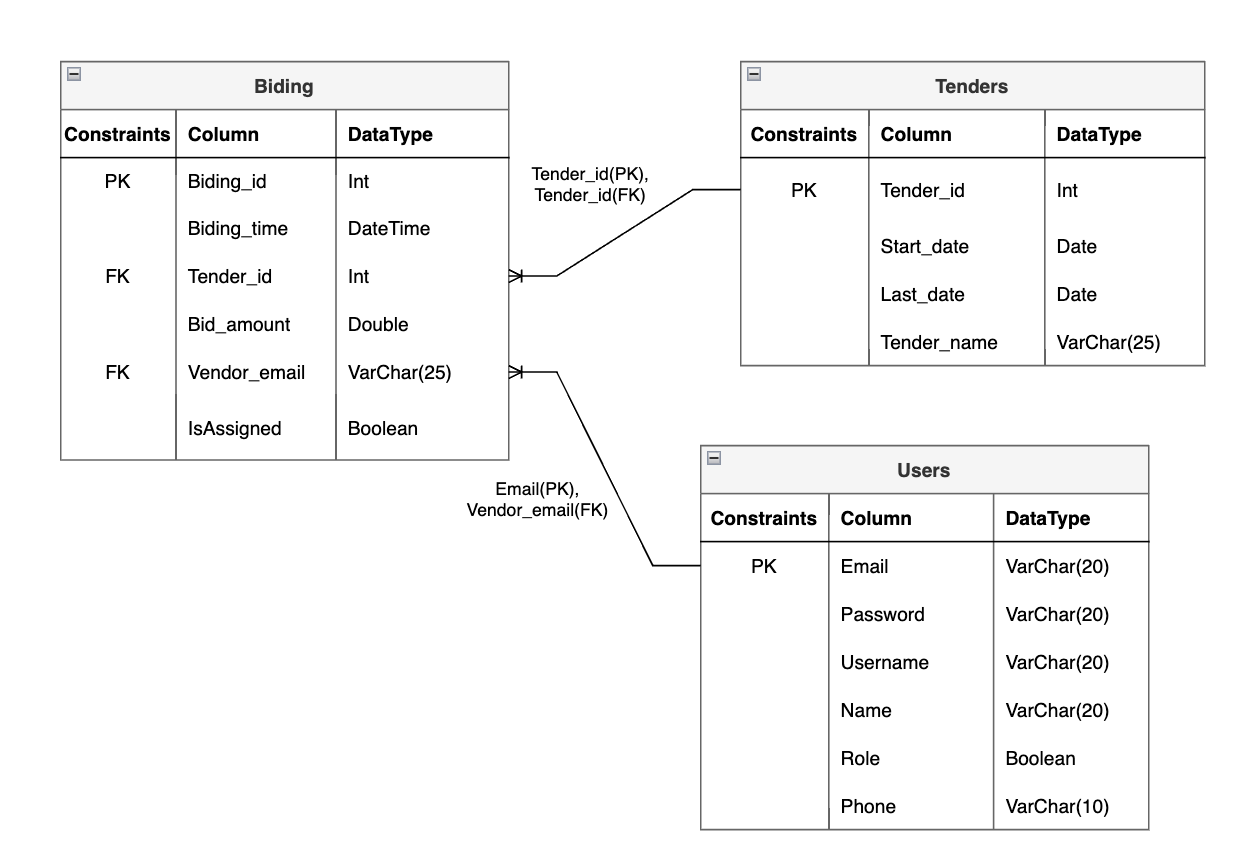 Biding
Constraints Column DataType
PK Biding_id Int
Biding_time DateTime
FK Tender_id Int
Bid_amount Double
FK Vendor_email VarChar(25)
IsAssigned Boolean
Tender_id(PK),
Tender_id(FK)
Tenders
Constraints Column DataType
PK Tender_id Int
Start_date Date
Last_date Date
Tender_name VarChar(25)
Email(PK),
Vendor_email(FK)
Users
Constraints Column DataType
PK Email VarChar(20)
Password VarChar(20)
Username VarChar(20)
Name VarChar(20)
Role Boolean
Phone VarChar(10)